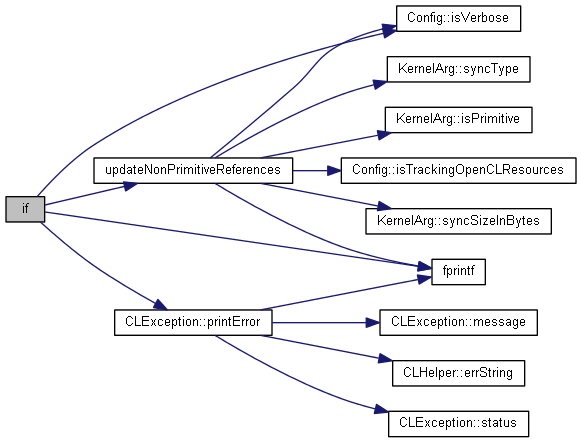 Config::isVerbose
KernelArg::syncType
KernelArg::isPrimitive
updateNonPrimitiveReferences
Config::isTrackingOpenCLResources
if
KernelArg::syncSizeInBytes
fprintf
CLException::printError
CLException::message
CLHelper::errString
CLException::status